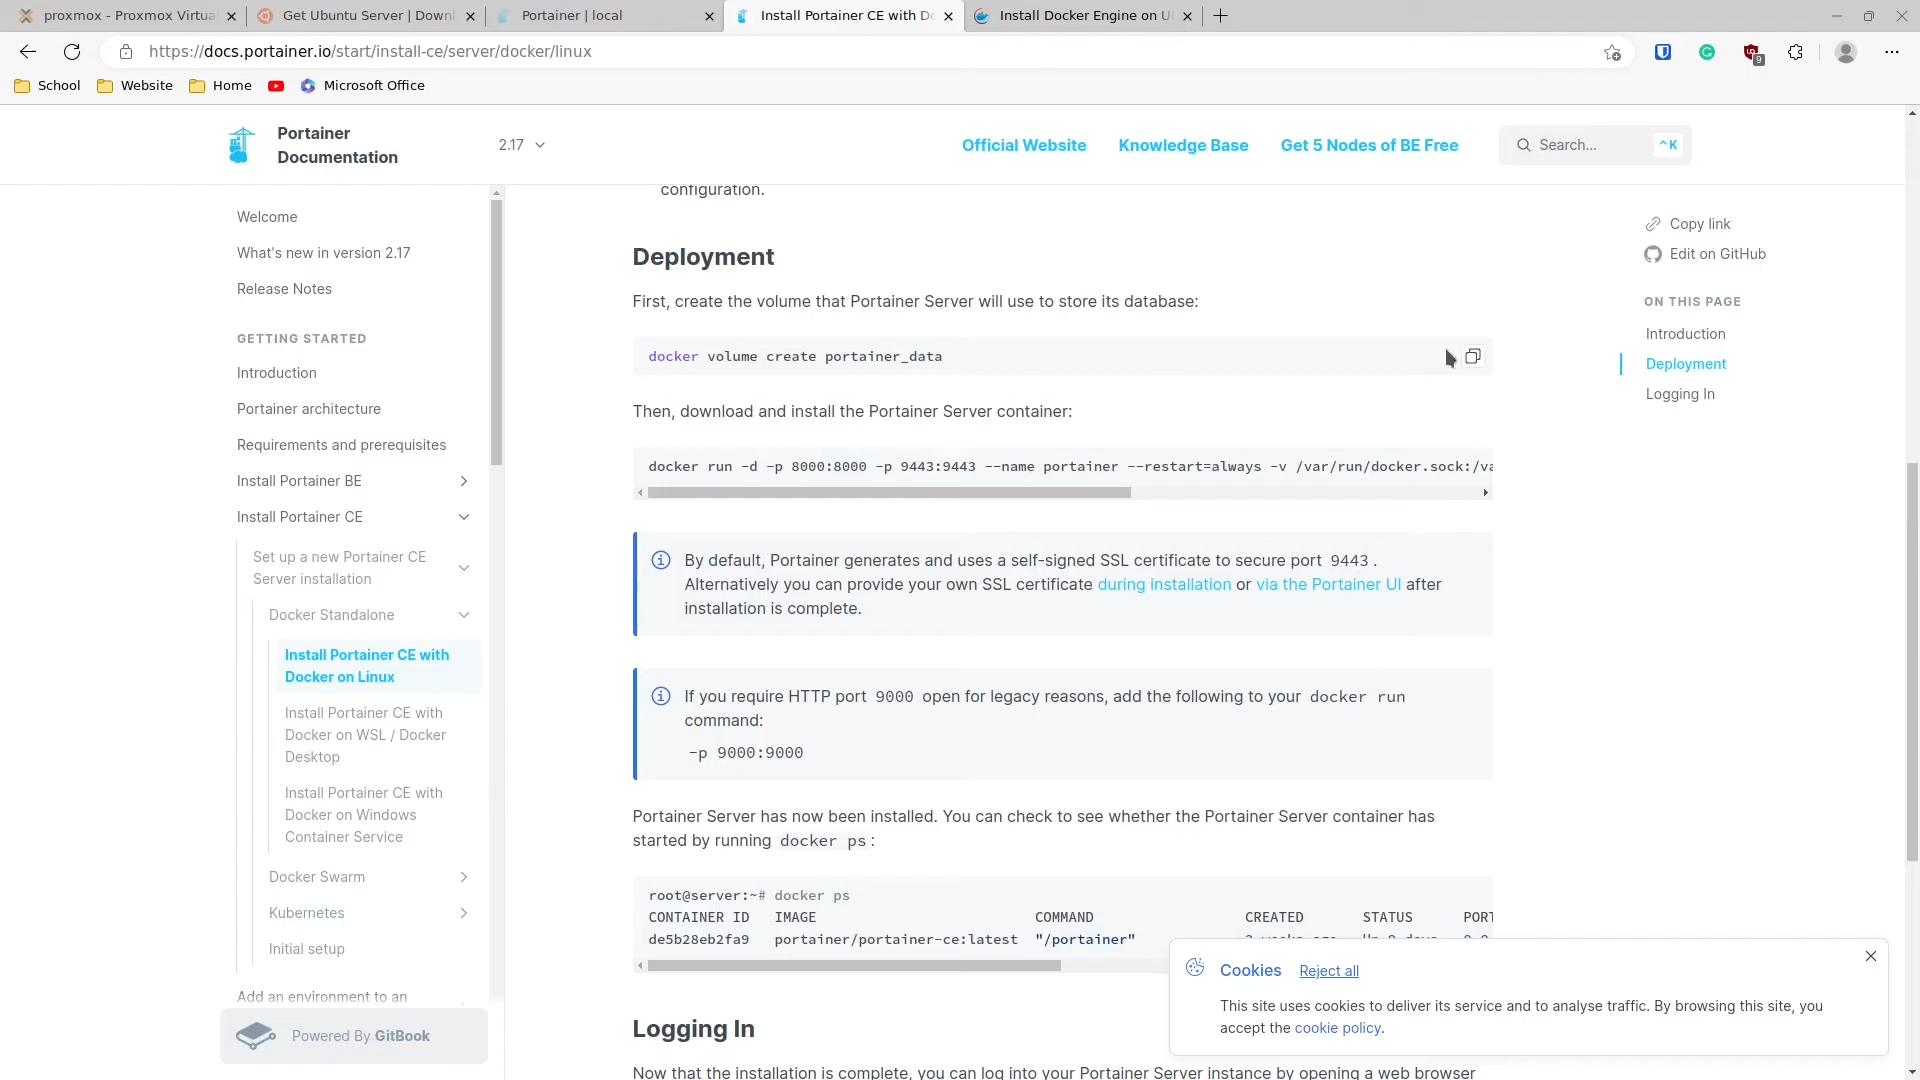 proxmox - Proxmox Virtua
Get Ubuntu Server | Downl
Portainer | local
Install Portainer CE with Do
Install Docker Engine on U
https://docs.portainer.io/start/install-ce/server/docker/linux
9
School
Website
Home
Microsoft Office
Portainer
Documentation
2.17
Official Website
Knowledge Base
Get 5 Nodes of BE Free
Search...
^K
Welcome
What's new in version 2.17
Release Notes
GETTING STARTED
Introduction
Portainer architecture
Requirements and prerequisites
Install Portainer BE
Install Portainer CE
Set up a new Portainer CE
Server installation
Docker Standalone
Install Portainer CE with
Docker on Linux
Install Portainer CE with
Docker on WSL / Docker
Desktop
Install Portainer CE with
Docker on Windows
Container Service
Docker Swarm
Kubernetes
Initial setup
Add an environment to an
Powered By GitBook
configuration.
Deployment
First, create the volume that Portainer Server will use to store its database:
docker volume create portainer_data
Then, download and install the Portainer Server container:
docker run -d -p 8000:8000 -p 9443:9443 --name portainer --restart=always -v /var/run/docker.sock:/va
By default, Portainer generates and uses a self-signed SSL certificate to secure port 9443.
Alternatively you can provide your own SSL certificate during installation or via the Portainer UI after
installation is complete.
If you require HTTP port 9000 open for legacy reasons, add the following to your docker run
command:
-p 9000:9000
Portainer Server has now been installed. You can check to see whether the Portainer Server container has
started by running docker ps:
root@server:~# docker ps
CONTAINER ID IMAGE COMMAND CREATED STATUS PORT
de5b28eb2fa9 portainer/portainer-ce:latest "/portainer"
Logging In
Now that the installation is complete, you can log into your Portainer Server instance by opening a web browser
Copy link
Edit on GitHub
ON THIS PAGE
Introduction
Deployment
Logging In
Cookies
Reject all
This site uses cookies to deliver its service and to analyse traffic. By browsing this site, you
accept the cookie policy.